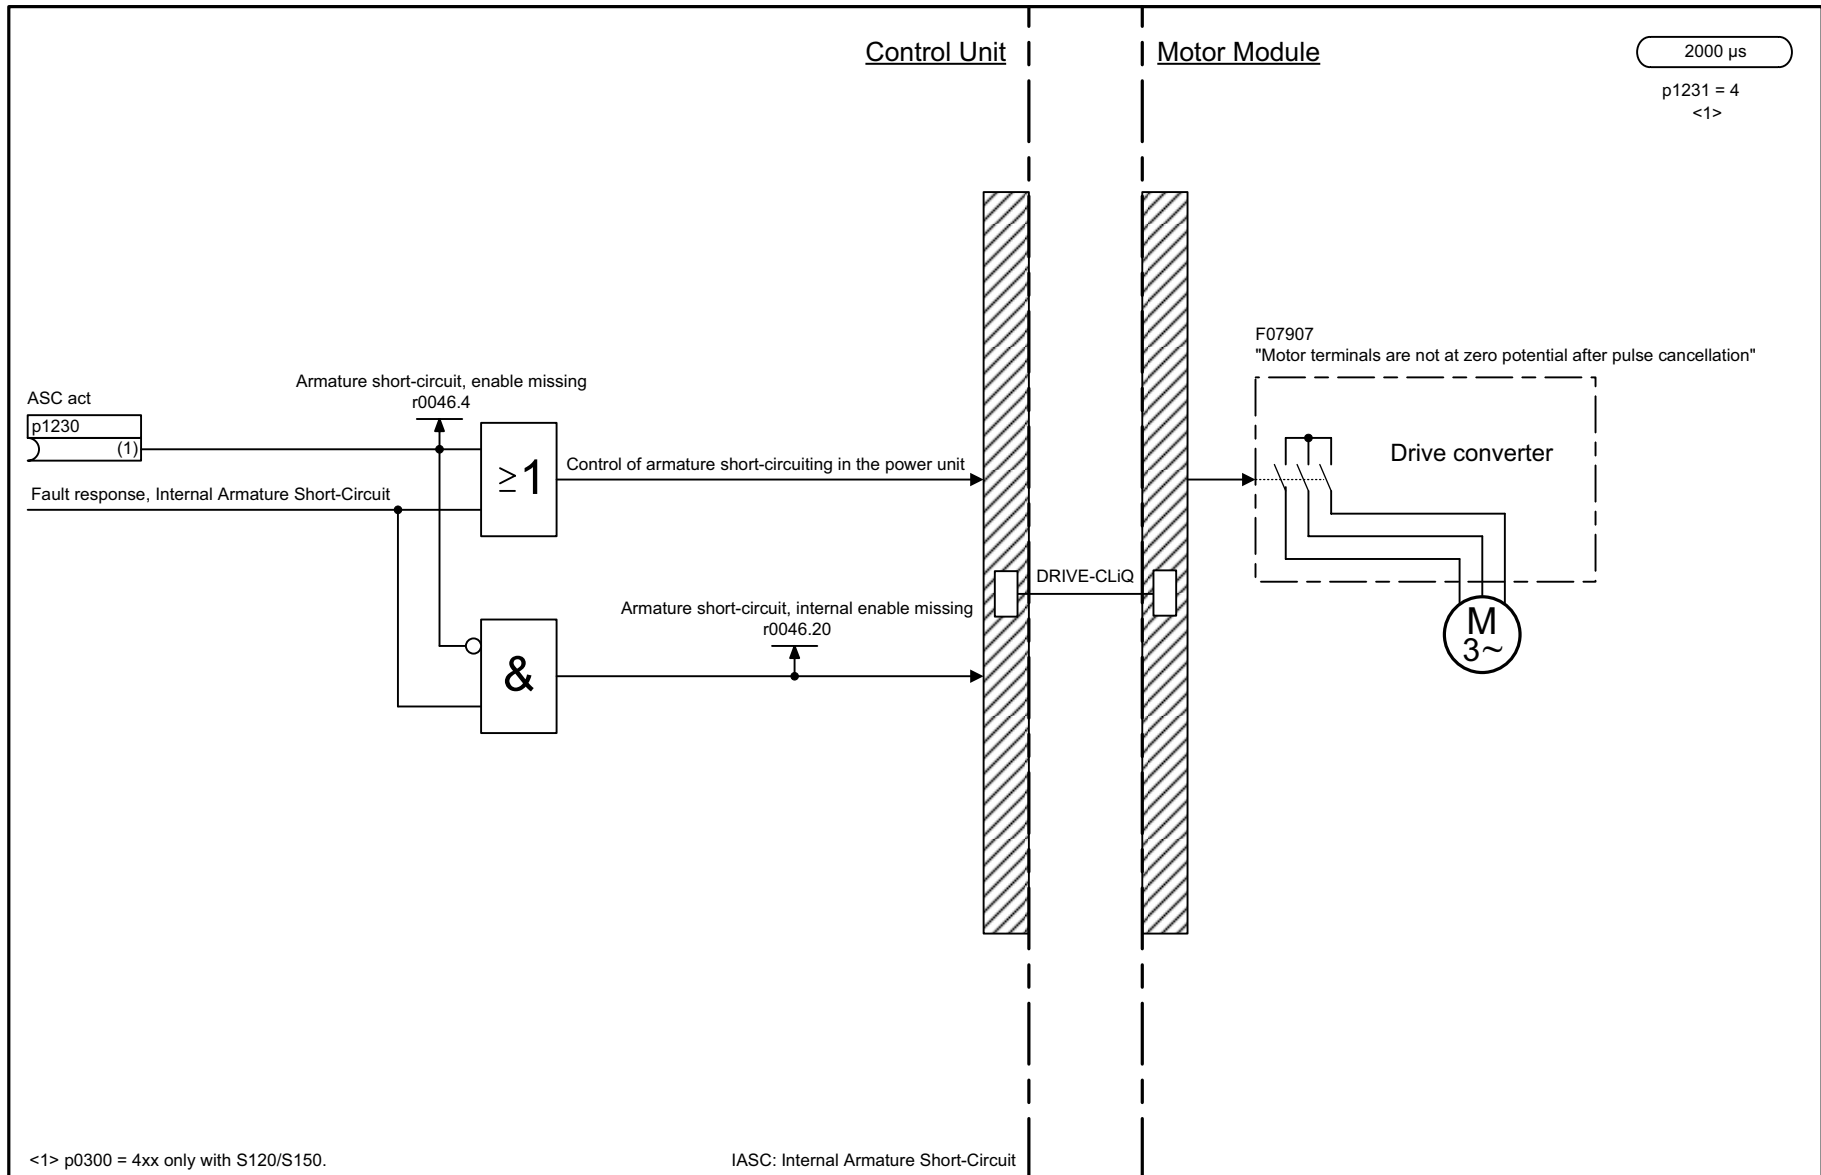 Control Unit
Motor Module
2000 µs
p1231 = 4
<1>
F07907
"Motor terminals are not at zero potential after pulse cancellation"
Armature short-circuit, enable missing
r0046.4
ASC act
p1230
(1)
≥1
Control of armature short-circuiting in the power unit
Drive converter
Fault response, Internal Armature Short-Circuit
DRIVE-CLiQ
Armature short-circuit, internal enable missing
r0046.20
M
3~
&
<1> p0300 = 4xx only with S120/S150.
IASC: Internal Armature Short-Circuit